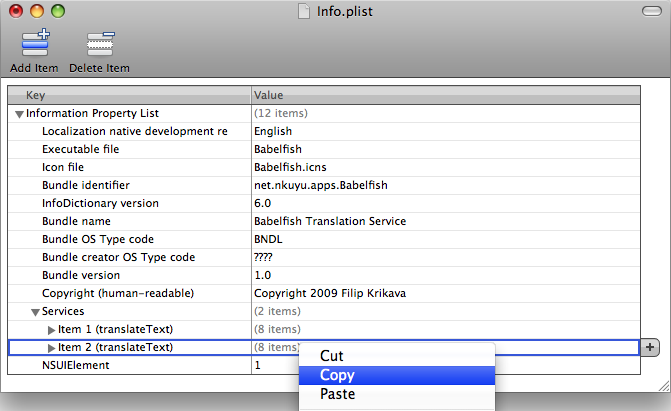 Info.plist
Add Item Delete Item
Key Value
Information Property List (12 items)
Localization native development re English
Executable file Babelfish
Icon file Babelfish.icns
Bundle identifier net.nkuyu.apps.Babelfish
InfoDictionary version 6.0
Bundle name Babelfish Translation Service
Bundle OS Type code BNDL
Bundle creator OS Type code ????
Bundle version 1.0
Copyright (human-readable) Copyright 2009 Filip Krikava
Services (2 items)
Item 1 (translateText) (8 items)
Item 2 (translateText) (8 items)
NSUIElement 1
Cut
Copy
Paste